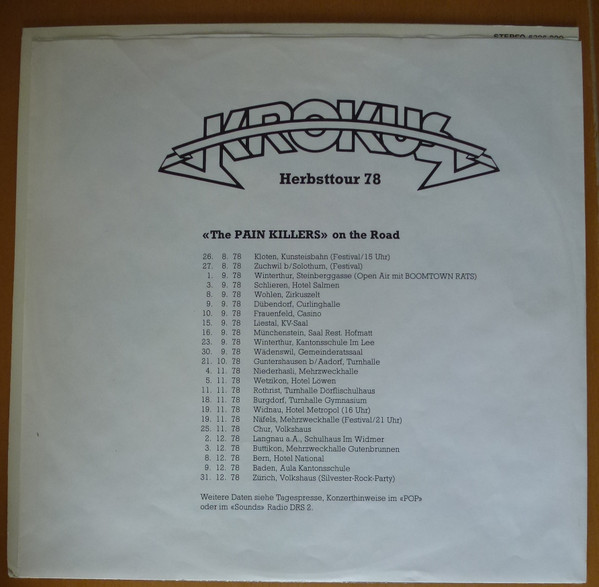 STEREO
KROKUS
Herbsttour 78
«The PAIN KILLERS» on the Road
26. 8. 78 Kloten, Kunsteisbahn (Festival/15 Uhr)
27. 8. 78 Zuchwil b/Solothurn, (Festival)
1. 9. 78 Winterthur, Steinberggasse (Open Air mit BOOMTOWN RATS)
3. 9. 78 Schlieren, Hotel Salmen
8. 9. 78 Wohlen, Zirkuszelt
9. 9. 78 Dübendorf, Curlinghalle
10. 9. 78 Frauenfeld, Casino
15. 9. 78 Liestal, KV-Saal
16. 9. 78 Münchenstein, Saal Rest. Hofmatt
23. 9. 78 Winterthur, Kantonsschule Im Lee
30. 9. 78 Wädenswil, Gemeinderatssaal
21. 10. 78 Guntershausen b/Aadorf, Turnhalle
4. 11. 78 Niederhasli, Mehrzweckhalle
5. 11. 78 Wetzikon, Hotel Löwen
11. 11. 78 Rothrist, Turnhalle Dörflischulhaus
18. 11. 78 Burgdorf, Turnhalle Gymnasium
19. 11. 78 Widnau, Hotel Metropol (16 Uhr)
19. 11. 78 Näfels, Mehrzweckhalle (Festival/21 Uhr)
25. 11. 78 Chur, Volkshaus
2. 12. 78 Langnau a.A., Schulhaus Im Widmer
3. 12. 78 Buttikon, Mehrzweckhalle Gutenbrunnen
8. 12. 78 Bern, Hotel National
9. 12. 78 Baden, Aula Kantonsschule
31. 12. 78 Zürich, Volkshaus (Silvester-Rock-Party)
Weitere Daten siehe Tagespresse, Konzerthinweise im «POP»
oder im «Sounds» Radio DRS 2.